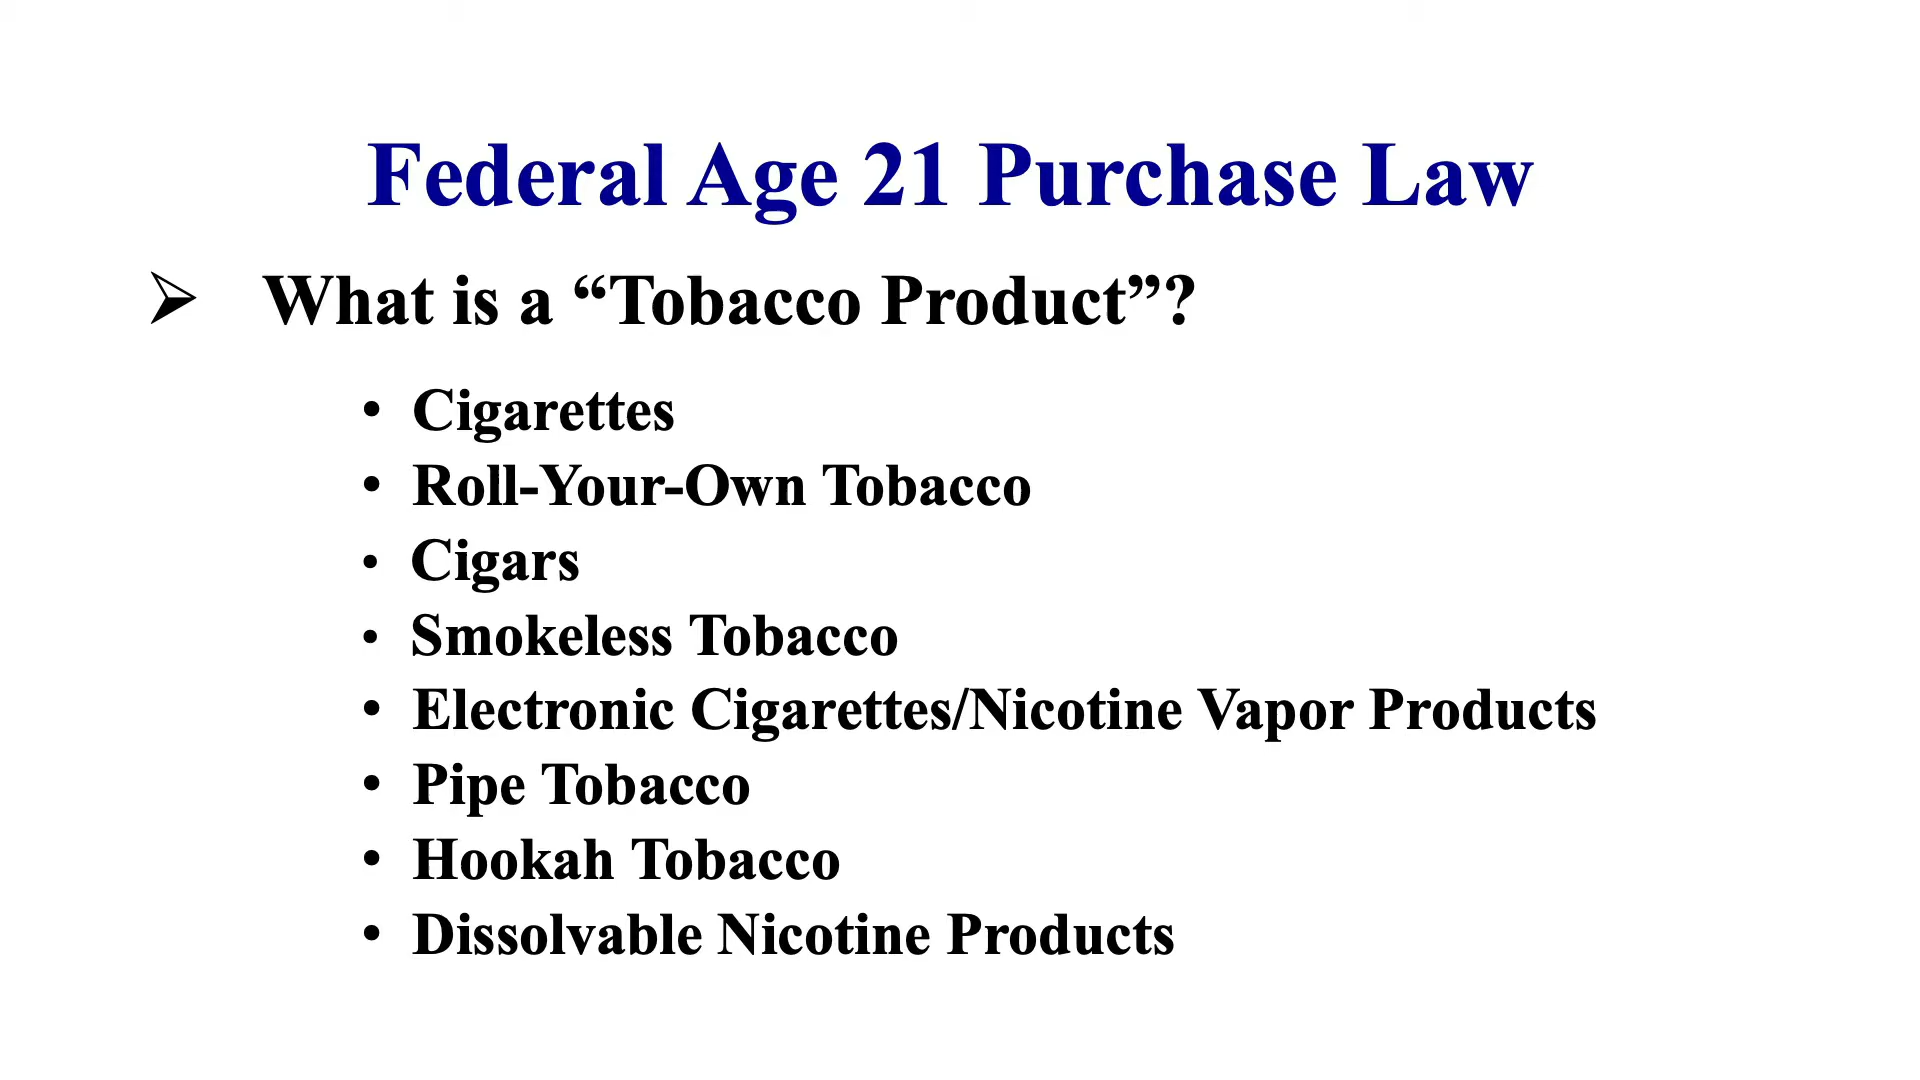 Federal Age 21 Purchase Law
➢ What is a “Tobacco Product”?
• Cigarettes
• Roll-Your-Own Tobacco
• Cigars
• Smokeless Tobacco
• Electronic Cigarettes/Nicotine Vapor Products
• Pipe Tobacco
• Hookah Tobacco
• Dissolvable Nicotine Products